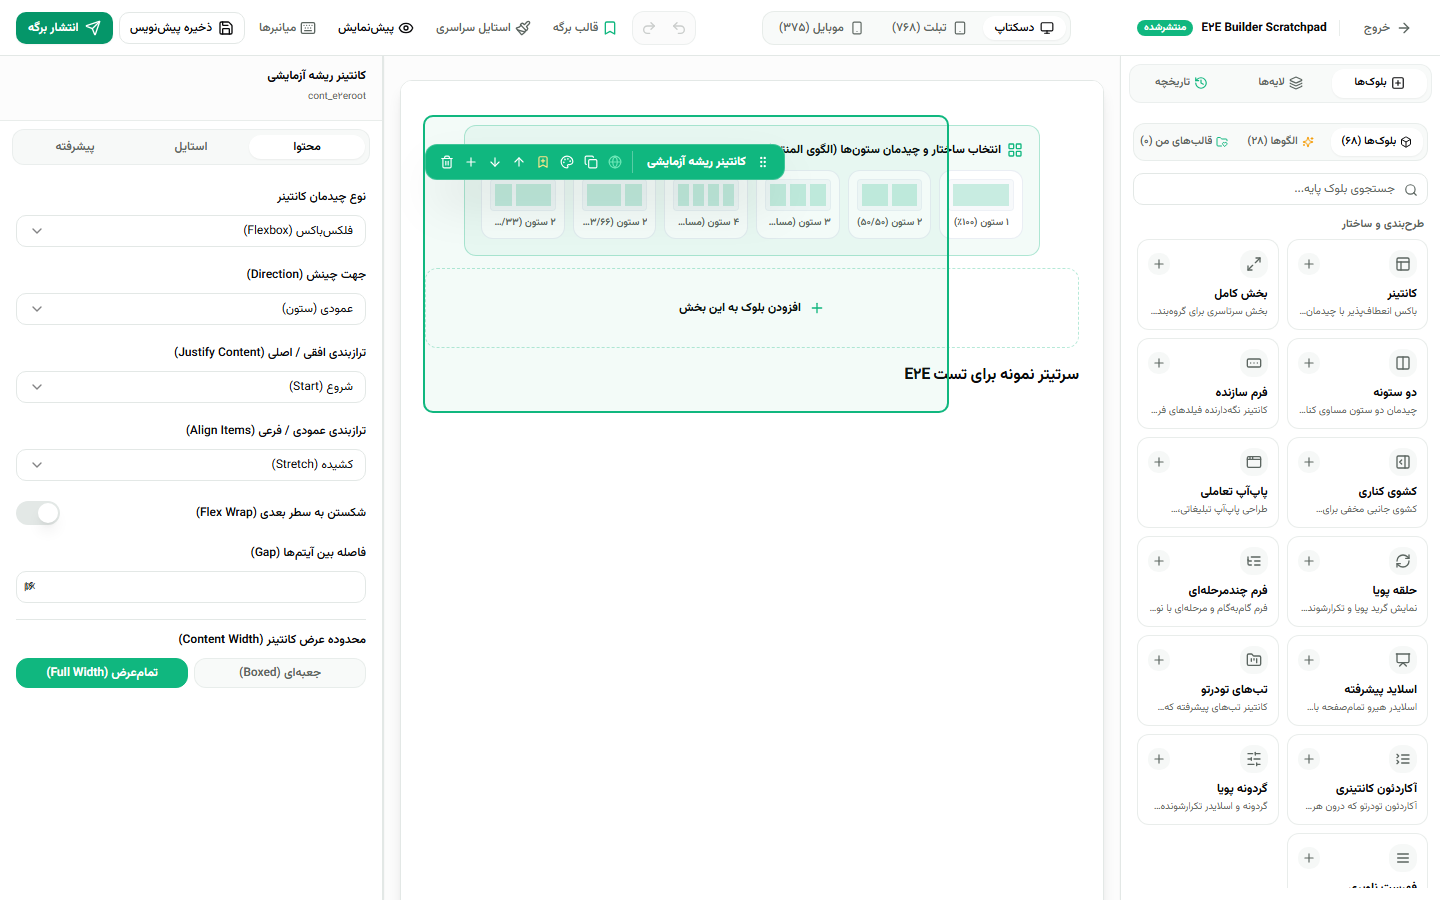 خروج
E2E Builder Scratchpad
منتشرشده
دسکتاپ
تبلت (۷۶۸)
موبایل (۳۷۵)
قالب برگه
استایل سراسری
پیش‌نمایش
میانبرها
ذخیره پیش‌نویس
انتشار برگه
بلوک‌ها
لایه‌ها
تاریخچه
بلوک‌ها (۶۸)
الگوها (۲۸)
قالب‌های من (۰)
جستجوی بلوک پایه...
طرح‌بندی و ساختار
کانتینر
باکس انعطاف‌پذیر با چیدمان...
بخش کامل
بخش سرتاسری برای گروه‌بند...
دو ستونه
چیدمان دو ستون مساوی کنا...
فرم سازنده
کانتینر نگه‌دارنده فیلدهای فر...
کشوی کناری
کشوی جانبی مخفی برای...
پاپ‌آپ تعاملی
طراحی پاپ‌آپ تبلیغاتی،...
حلقه پویا
نمایش گرید پویا و تکرارشوند...
فرم چندمرحله‌ای
فرم گام‌به‌گام و مرحله‌ای با نو...
اسلاید پیشرفته
اسلایدر هیرو تمام‌صفحه با...
تب‌های تودرتو
کانتینر تب‌های پیشرفته که...
آکاردئون کانتینری
آکاردئون تودرتو که درون هر...
گردونه پویا
گردونه و اسلایدر تکرارشونده...
انتخاب ساختار و چیدمان ستون‌ها (الگوی المنت
کانتینر ریشه آزمایشی
۱ ستون (۱۰۰٪)
۲ ستون (۵۰/۵۰)
۳ ستون (مسا...
۴ ستون (مسا...
۲ ستون (۳/۶۶...
۲ ستون (۳۳/...
افزودن بلوک به این بخش
سرتیتر نمونه برای تست E2E
کانتینر ریشه آزمایشی
cont_e2eroot
محتوا
استایل
پیشرفته
نوع چیدمان کانتینر
فلکس‌باکس (Flexbox)
جهت چینش (Direction)
عمودی (ستون)
ترازبندی افقی / اصلی (Justify Content)
شروع (Start)
ترازبندی عمودی / فرعی (Align Items)
کشیده (Stretch)
شکستن به سطر بعدی (Flex Wrap)
فاصله بین آیتم‌ها (Gap)
محدوده عرض کانتینر (Content Width)
جعبه‌ای (Boxed)
تمام‌عرض (Full Width)